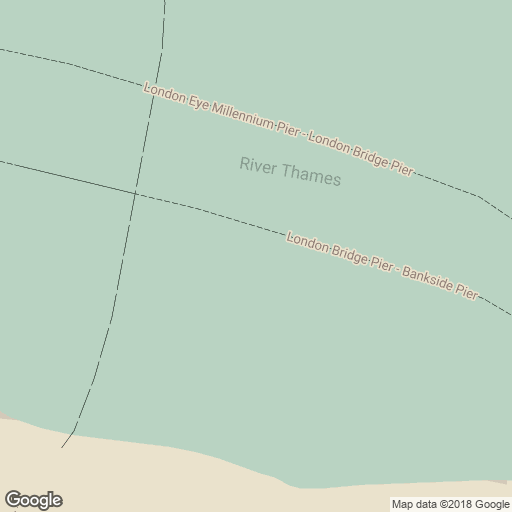 London Eye Millennium Pier - London Bridge Pier
River Thames
London Bridge Pier - Bankside Pier
Google
Map data ©2018 Google